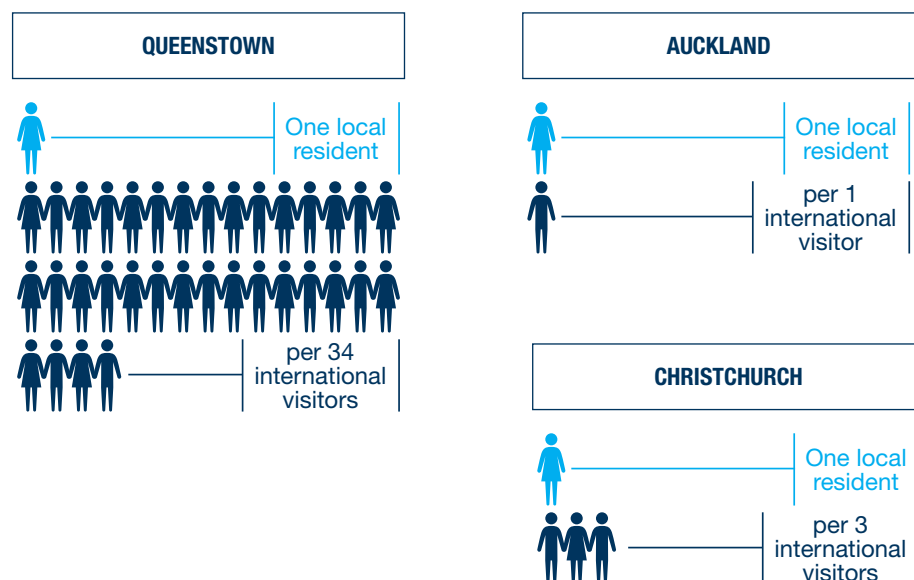 QUEENSTOWN
One local
resident
per 34
international
visitors
AUCKLAND
One local
resident
per 1
international
visitor
CHRISTCHURCH
One local
resident
per 3
international
visitors